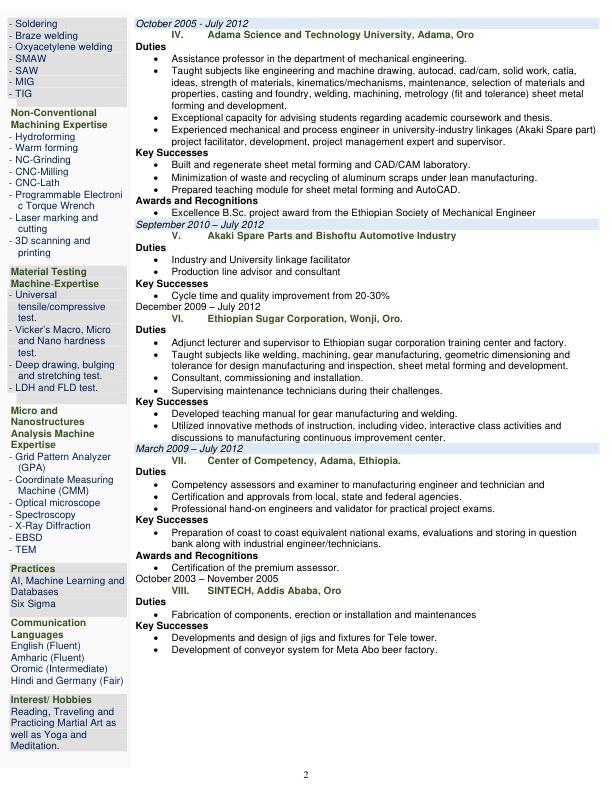 - Soldering
- Braze welding
- Oxyacetylene welding
- SMAW
- SAW
- MIG
- TIG
Non-Conventional
Machining Expertise
- Hydroforming
- Warm forming
- NC-Grinding
- CNC-Milling
- CNC-Lath
- Programmable Electroni
c Torque Wrench
- Laser marking and
cutting
- 3D scanning and
printing
Material Testing
Machine-Expertise
- Universal
tensile/compressive
test.
- Vicker's Macro, Micro
and Nano hardness
test.
- Deep drawing, bulging
and stretching test.
- LDH and FLD test.
Micro and
Nanostructures
Analysis Machine
Expertise
- Grid Pattern Analyzer
(GPA)
- Coordinate Measuring
Machine (CMM)
- Optical microscope
- Spectroscopy
- X-Ray Diffraction
- EBSD
- TEM
Practices
AI, Machine Learning and
Databases
Six Sigma
Communication
Languages
English (Fluent)
Amharic (Fluent)
Oromic (Intermediate)
Hindi and Germany (Fair)
Interest/ Hobbies
Reading, Traveling and
Practicing Martial Art as
well as Yoga and
Meditation.
October 2005 - July 2012
IV. Adama Science and Technology University, Adama, Oro
Duties
• Assistance professor in the department of mechanical engineering.
• Taught subjects like engineering and machine drawing, autocad, cad/cam, solid work, catia,
ideas, strength of materials, kinematics/mechanisms, maintenance, selection of materials and
properties, casting and foundry, welding, machining, metrology (fit and tolerance) sheet metal
forming and development.
• Exceptional capacity for advising students regarding academic coursework and thesis.
• Experienced mechanical and process engineer in university-industry linkages (Akaki Spare part)
project facilitator, development, project management expert and supervisor.
Key Successes
• Built and regenerate sheet metal forming and CAD/CAM laboratory.
• Minimization of waste and recycling of aluminum scraps under lean manufacturing.
• Prepared teaching module for sheet metal forming and AutoCAD.
Awards and Recognitions
• Excellence B.Sc. project award from the Ethiopian Society of Mechanical Engineer
September 2010 – July 2012
V. Akaki Spare Parts and Bishoftu Automotive Industry
Duties
• Industry and University linkage facilitator
• Production line advisor and consultant
Key Successes
• Cycle time and quality improvement from 20-30%
December 2009 – July 2012
VI. Ethiopian Sugar Corporation, Wonji, Oro.
Duties
• Adjunct lecturer and supervisor to Ethiopian sugar corporation training center and factory.
• Taught subjects like welding, machining, gear manufacturing, geometric dimensioning and
tolerance for design manufacturing and inspection, sheet metal forming and development.
• Consultant, commissioning and installation.
• Supervising maintenance technicians during their challenges.
Key Successes
• Developed teaching manual for gear manufacturing and welding.
• Utilized innovative methods of instruction, including video, interactive class activities and
discussions to manufacturing continuous improvement center.
March 2009 – July 2012
VII. Center of Competency, Adama, Ethiopia.
Duties
• Competency assessors and examiner to manufacturing engineer and technician and
• Certification and approvals from local, state and federal agencies.
• Professional hand-on engineers and validator for practical project exams.
Key Successes
• Preparation of coast to coast equivalent national exams, evaluations and storing in question
bank along with industrial engineer/technicians.
Awards and Recognitions
• Certification of the premium assessor.
October 2003 – November 2005
VIII. SINTECH, Addis Ababa, Oro
Duties
• Fabrication of components, erection or installation and maintenances
Key Successes
• Developments and design of jigs and fixtures for Tele tower.
• Development of conveyor system for Meta Abo beer factory.
2